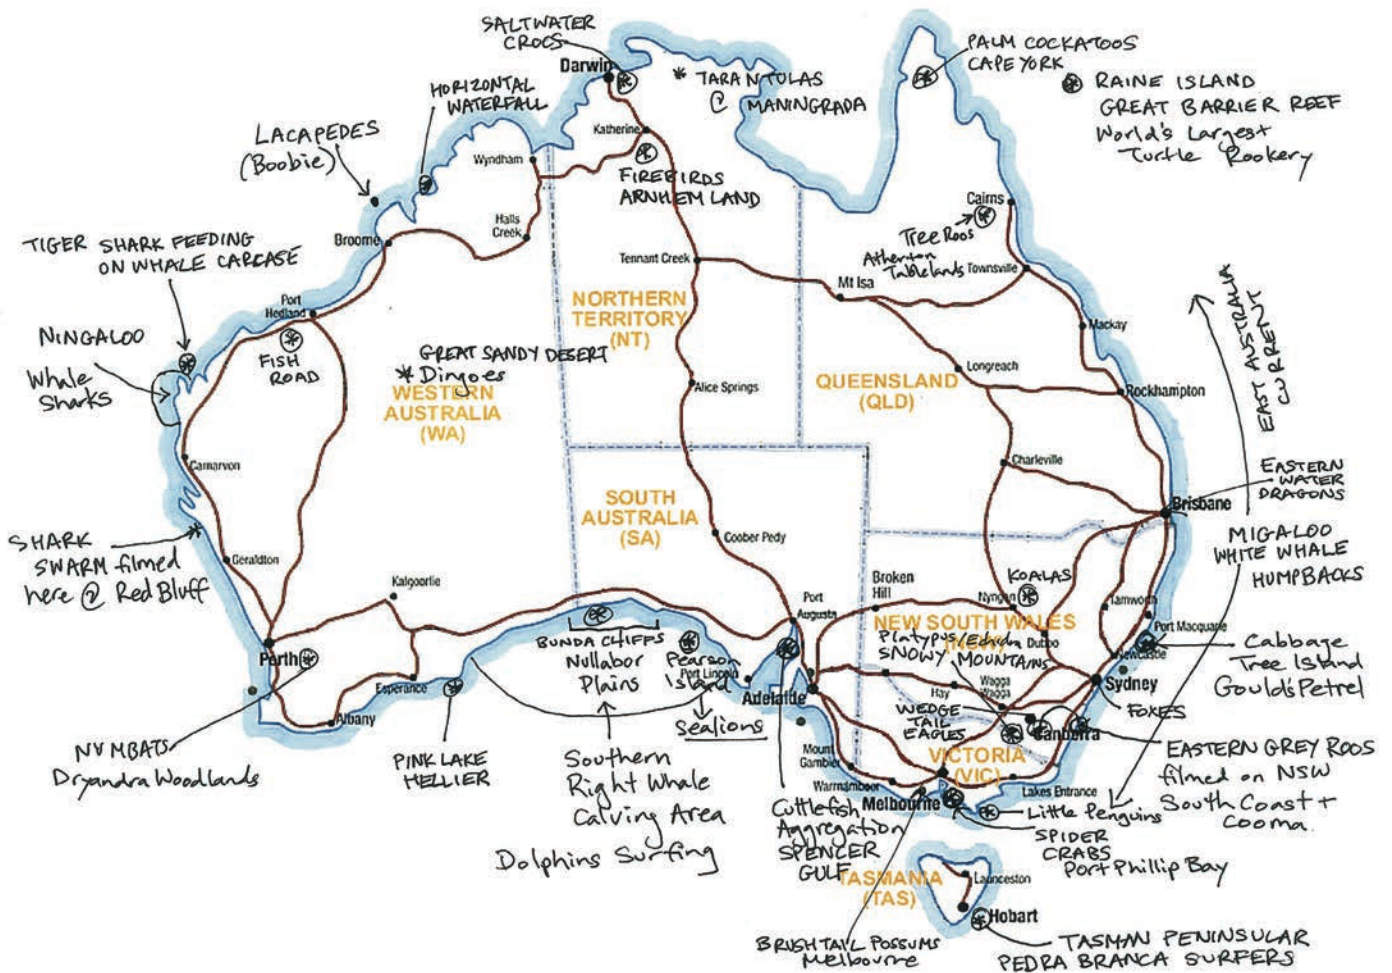 SALTWATER
CROCS
Darwin
TARANTULAS
@ MANINGRADA
PALM COCKATOOS
CAPE YORK
RAINE ISLAND
GREAT BARRIER REEF
World's Largest
Turtle Rookery
HORIZONTAL
WATERFALL
LACAPEDES
(Boobie)
Katherine
Wyndham
FIREBIRDS
ARNHEM LAND
Halls
Creek
Broome
Cairns
Tree Roos
Atherton
Tablelands
Townsville
TIGER SHARK FEEDING
ON WHALE CARCASE
Tennant Creek
Mt Isa
Port
Hedland
NORTHERN
TERRITORY
(NT)
Mackay
EAST AUSTRALIA
CURRENT
NINGALOO
Whale
Sharks
FISH
ROAD
GREAT SANDY DESERT
Dingoes
WESTERN
AUSTRALIA
(WA)
Alice Springs
QUEENSLAND
(QLD)
Longreach
Rockhampton
Carnarvon
Charleville
EASTERN
WATER
DRAGONS
Brisbane
SOUTH
AUSTRALIA
(SA)
Coober Pedy
SHARK
SWARM filmed
here @ Red Bluff
Geraldton
MIGALOO
WHITE WHALE
HUMPBACKS
Kalgoorlie
Port
Augusta
Broken
Hill
KOALAS
Nyngan
Tamworth
Port Macquarie
NEW SOUTH WALES
(NSW)
Platypus/Echidna
SNOWY MOUNTAINS
Dubbo
Newcastle
Cabbage
Tree Island
Gould's Petrel
Perth
BUNDA CLIFFS
Nullabor
Plains
Pearson
Island
Port Lincoln
Sealions
Adelaide
Hay
Wagga
Wagga
Sydney
FOXES
Esperance
Albany
WEDGE
TAIL
EAGLES
Canberra
EASTERN GREY ROOS
filmed on NSW
South Coast +
Cooma.
NUMBATS
Dryandra Woodlands
PINK LAKE
HELLIER
Southern
Right Whale
Calving Area
Dolphins Surfing
Mount
Gambier
VICTORIA
(VIC)
Warrnambool
Melbourne
Lakes Entrance
Little Penguins
Cuttlefish
Aggregation
SPENCER
GULF
SPIDER
CRABS
Port Phillip Bay
TASMANIA
(TAS)
Launceston
Hobart
BRUSHTAIL POSSUMS
Melbourne
TASMAN PENINSULAR
PEDRA BRANCA SURFERS